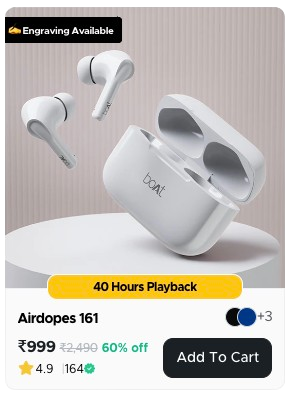 ✍️Engraving Available
boAt
boAt
40 Hours Playback
Airdopes 161
+3
₹999 ₹2,490 60% off
4.9 |164
Add To Cart